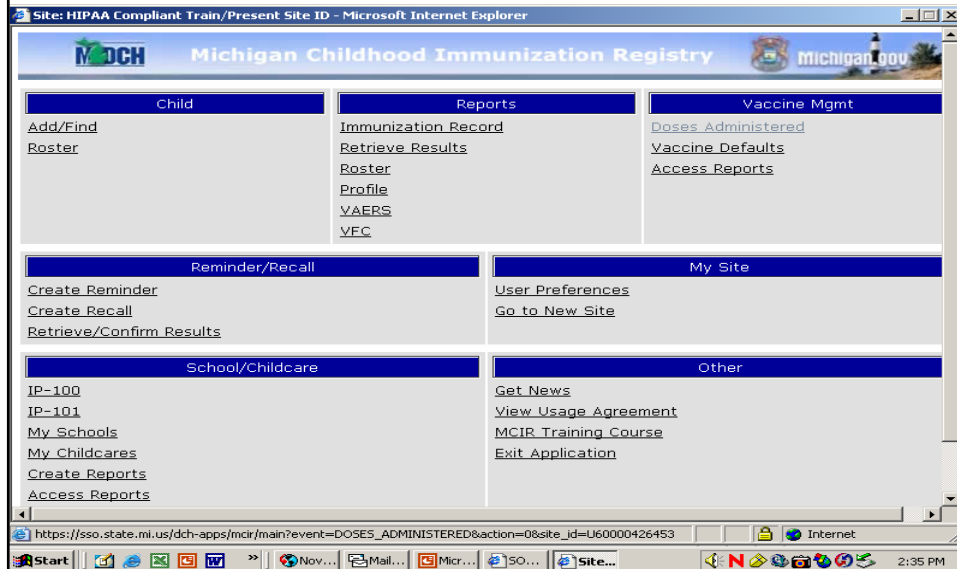 Site: HIPAA Compliant Train/Present Site ID - Microsoft Internet Explorer
MDCH Michigan Childhood Immunization Registry Michigan.gov
Child
Add/Find
Roster
Reports
Immunization Record
Retrieve Results
Roster
Profile
VAERS
VFC
Vaccine Mgmt
Doses Administered
Vaccine Defaults
Access Reports
Reminder/Recall
Create Reminder
Create Recall
Retrieve/Confirm Results
My Site
User Preferences
Go to New Site
School/Childcare
IP-100
IP-101
My Schools
My Childcares
Create Reports
Access Reports
Other
Get News
View Usage Agreement
MCIR Training Course
Exit Application
https://sso.state.mi.us/dch-apps/mcir/main?event=DOSES_ADMINISTERED&action=0&site_id=U60000426453 Internet
Start » Nov... Mail... Micr... SO... Site... 2:35 PM